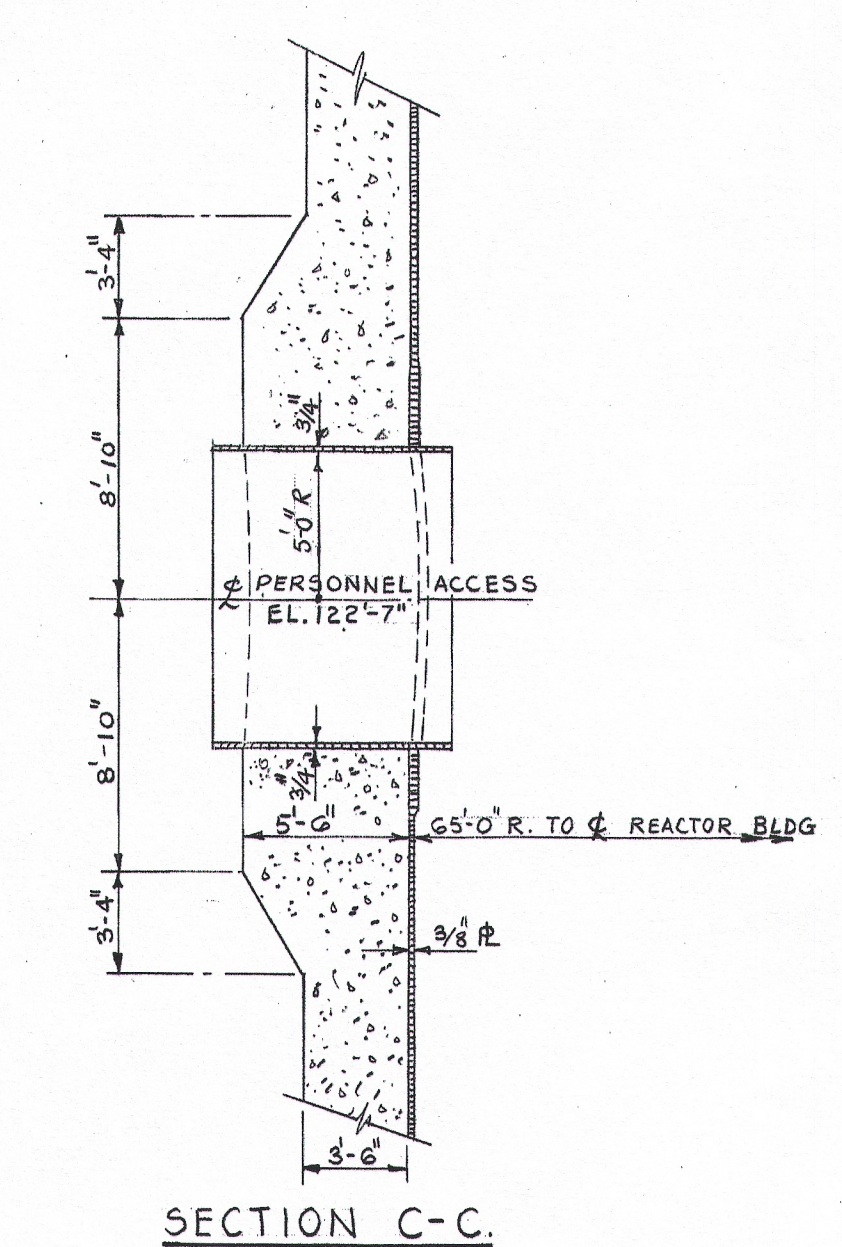 3'-4"
8'-10"
3/4"
5'-0" R
℄ PERSONNEL ACCESS
EL. 122'-7"
8'-10"
3/4"
5'-6"
65'-0" R. TO ℄ REACTOR BLDG
3'-4"
3/8" PL
3'-6"
SECTION C-C.